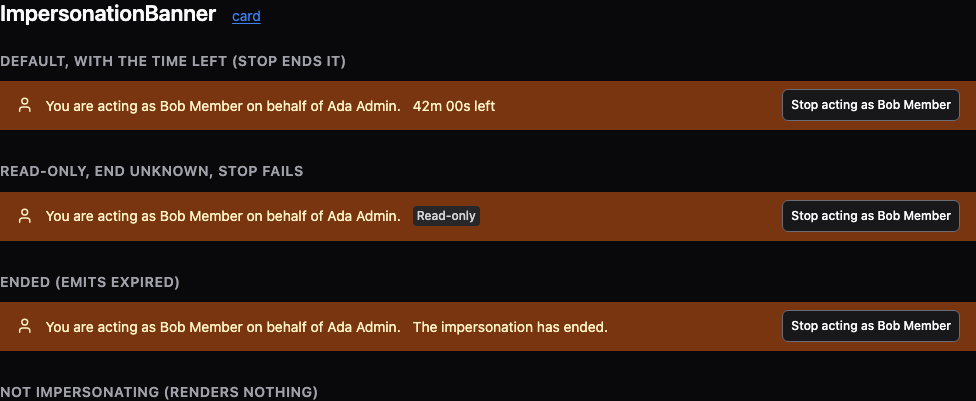 ImpersonationBanner card
DEFAULT, WITH THE TIME LEFT (STOP ENDS IT)
You are acting as Bob Member on behalf of Ada Admin. 42m 00s left Stop acting as Bob Member
READ-ONLY, END UNKNOWN, STOP FAILS
You are acting as Bob Member on behalf of Ada Admin. Read-only Stop acting as Bob Member
ENDED (EMITS EXPIRED)
You are acting as Bob Member on behalf of Ada Admin. The impersonation has ended. Stop acting as Bob Member
NOT IMPERSONATING (RENDERS NOTHING)